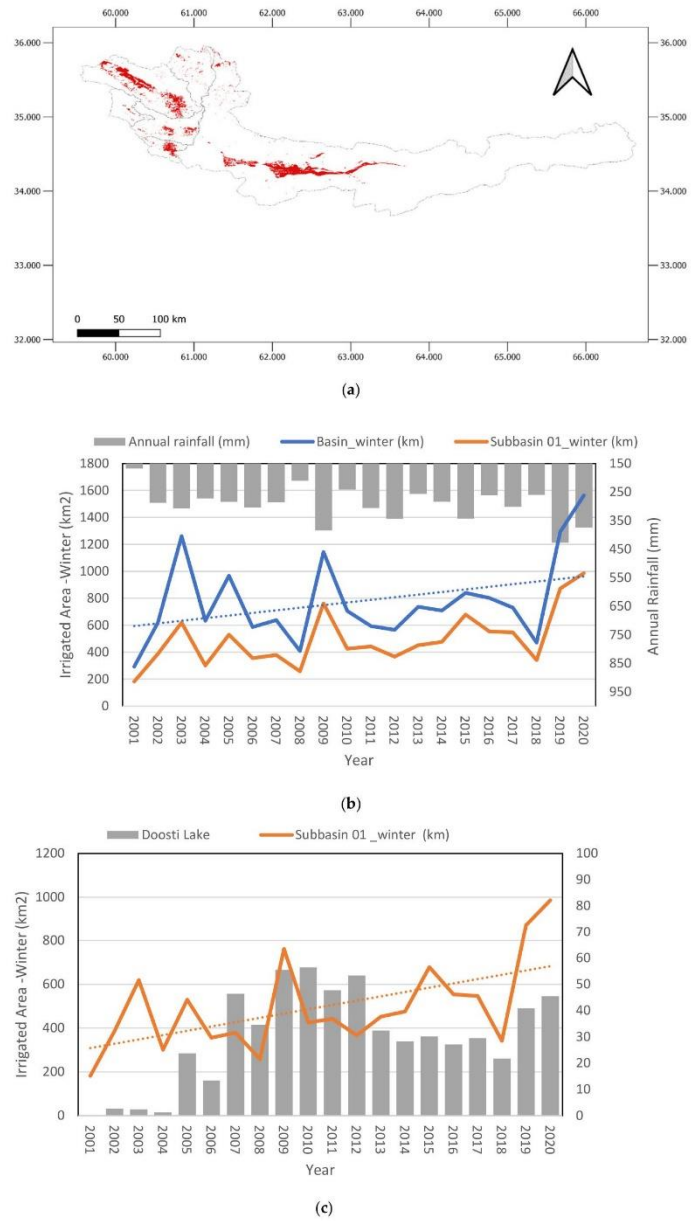 60.000 61.000 62.000 63.000 64.000 65.000 66.000
36.000 36.000
35.000 35.000
34.000 34.000
33.000 33.000
0 50 100 km
32.000 32.000
60.000 61.000 62.000 63.000 64.000 65.000 66.000
(a)
Annual rainfall (mm) Basin_winter (km) Subbasin 01_winter (km)
1800 150
1600 250
1400 350
1200 450
1000 550
800 650
600 750
400 850
200 950
0
Irrigated Area -Winter (km2)
Annual Rainfall (mm)
2001 2002 2003 2004 2005 2006 2007 2008 2009 2010 2011 2012 2013 2014 2015 2016 2017 2018 2019 2020
Year
(b)
Doosti Lake Subbasin 01 _winter (km)
1200 100
90
1000 80
70
800 60
600 50
40
400 30
200 20
10
0 0
Irrigated Area -Winter (km2)
2001 2002 2003 2004 2005 2006 2007 2008 2009 2010 2011 2012 2013 2014 2015 2016 2017 2018 2019 2020
Year
(c)